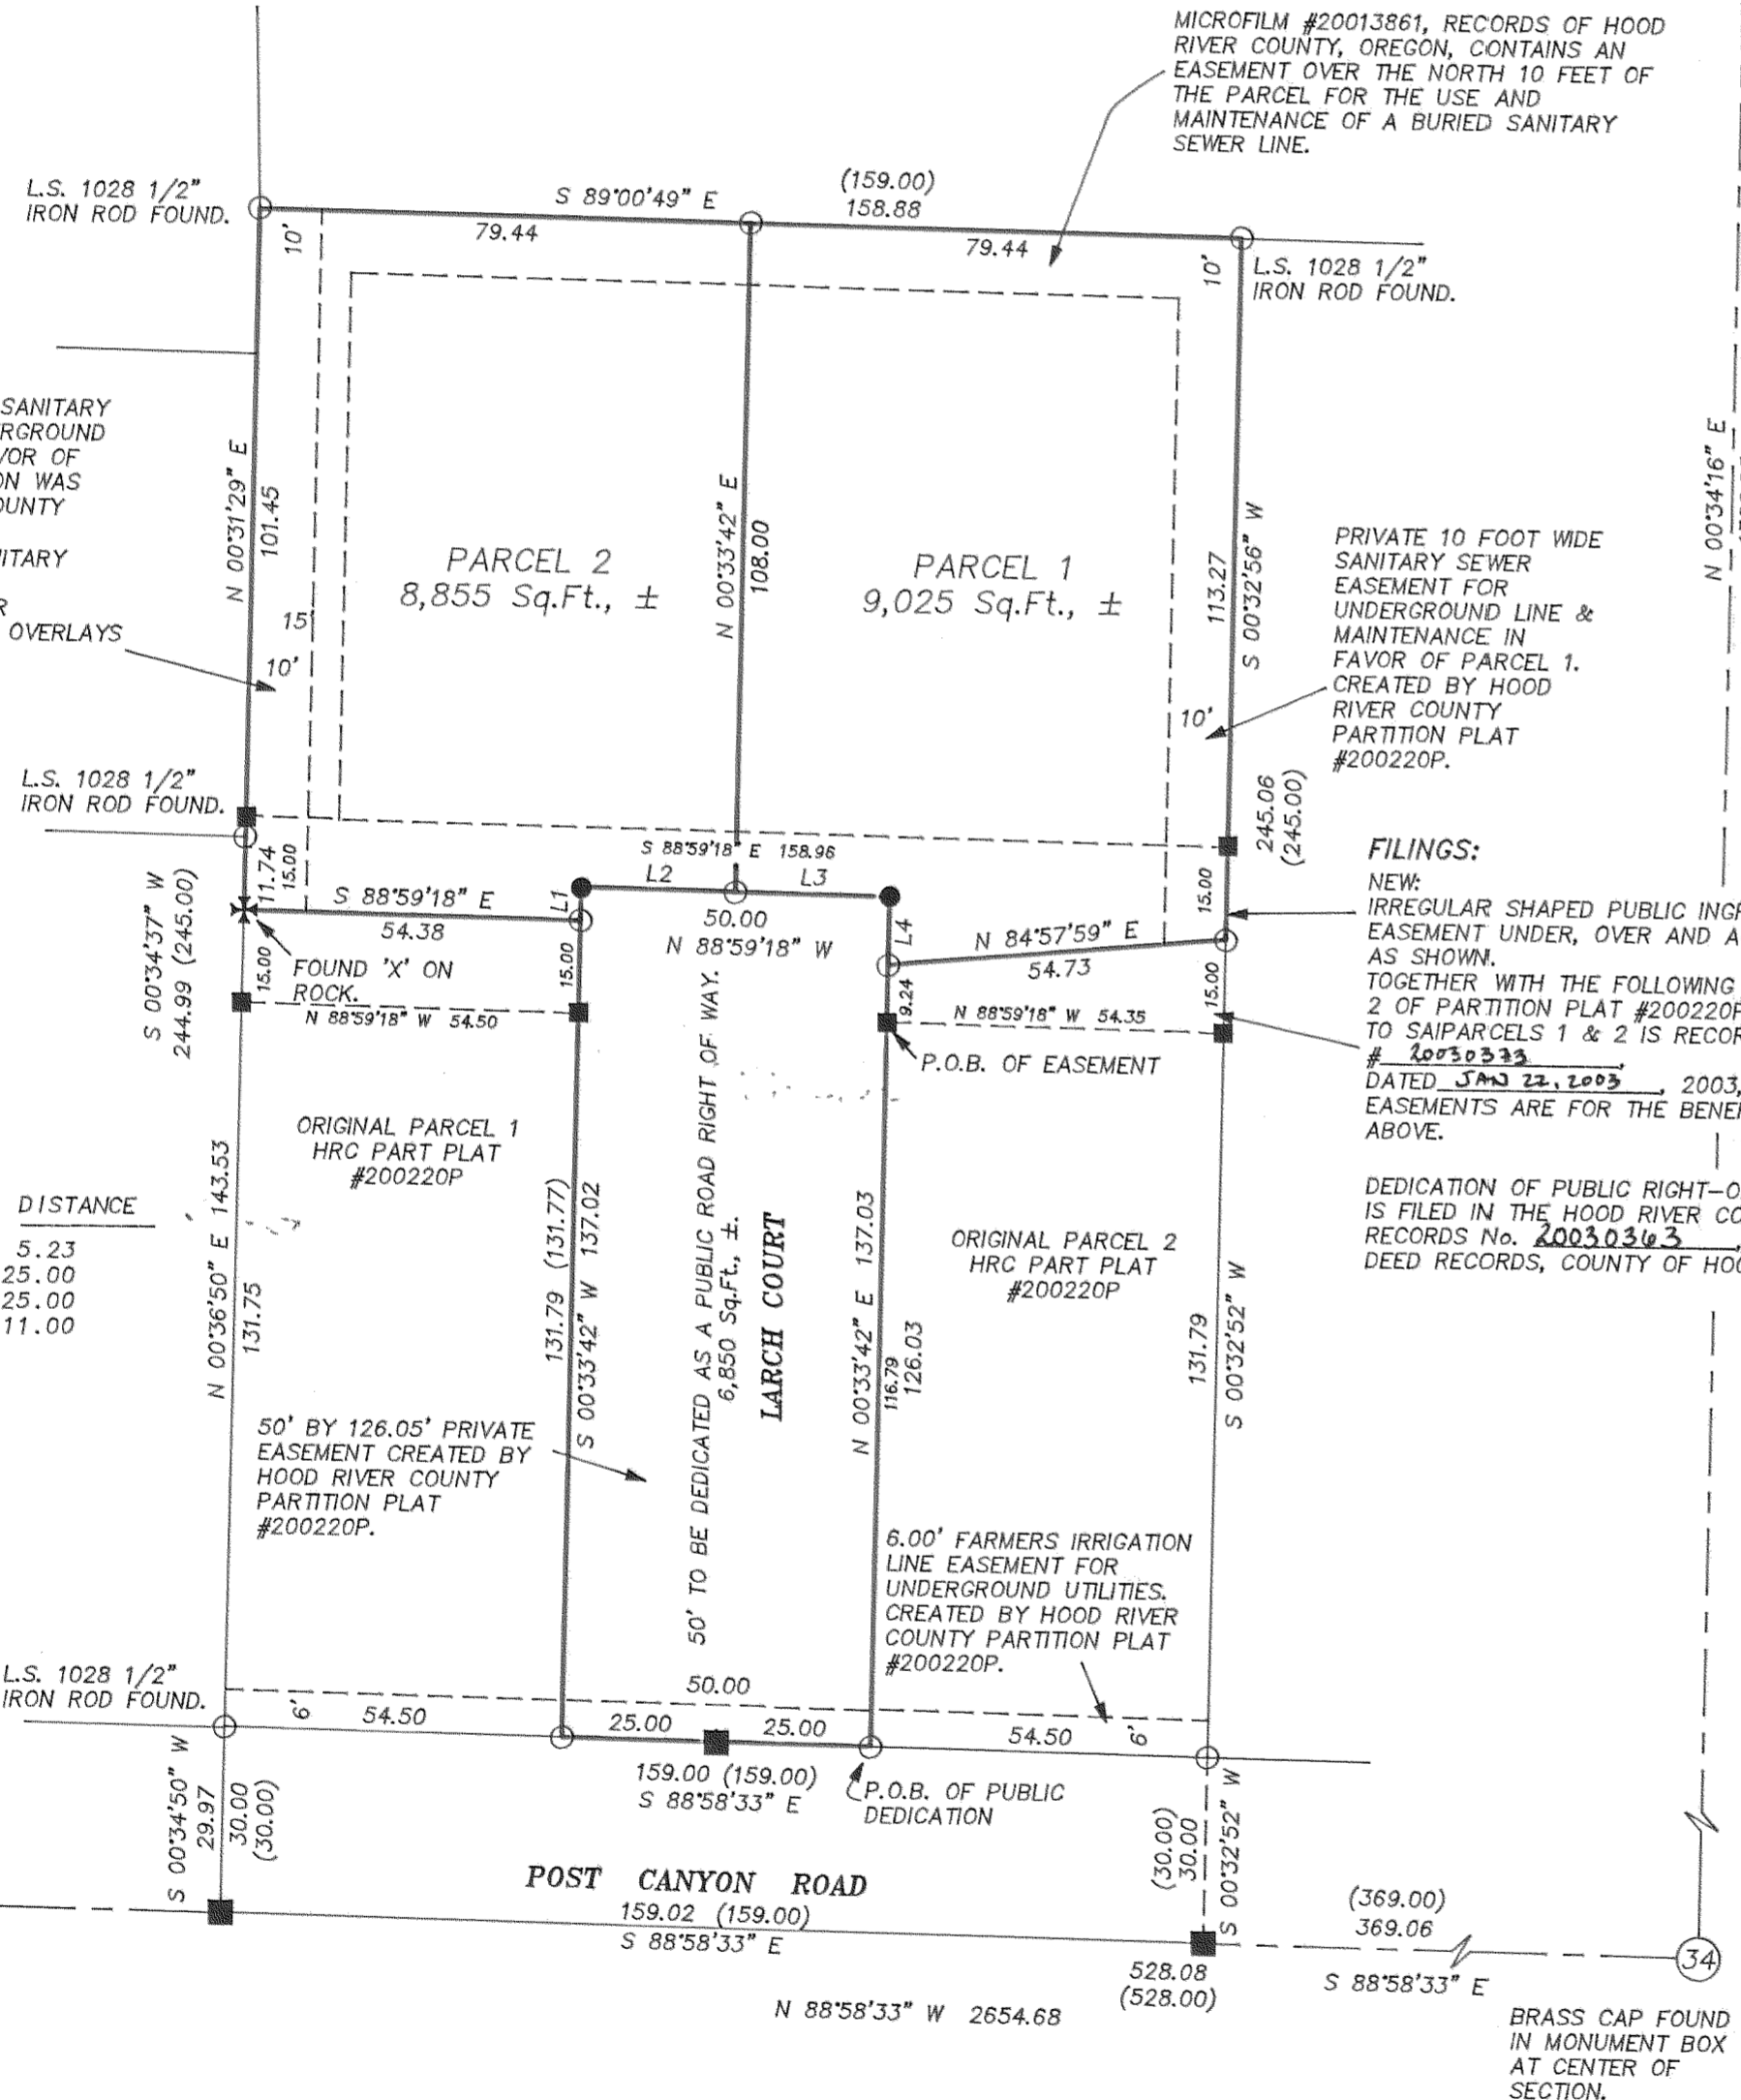 MICROFILM #20013861, RECORDS OF HOOD
RIVER COUNTY, OREGON, CONTAINS AN
EASEMENT OVER THE NORTH 10 FEET OF
THE PARCEL FOR THE USE AND
MAINTENANCE OF A BURIED SANITARY
SEWER LINE.
L.S. 1028 1/2"
IRON ROD FOUND.
S 89°00'49" E
(159.00)
158.88
79.44
79.44
10'
10'
L.S. 1028 1/2"
IRON ROD FOUND.
SANITARY
RGROUND
OR OF
ON WAS
OUNTY
ITARY
R
OVERLAYS
N 00°31'29" E
101.45
15'
10'
PARCEL 2
8,855 Sq.Ft., ±
N 00°33'42" E
108.00
PARCEL 1
9,025 Sq.Ft., ±
113.27
S 00°32'56" W
10'
N 00°34'16" E
PRIVATE 10 FOOT WIDE
SANITARY SEWER
EASEMENT FOR
UNDERGROUND LINE &
MAINTENANCE IN
FAVOR OF PARCEL 1.
CREATED BY HOOD
RIVER COUNTY
PARTITION PLAT
#200220P.
245.06
(245.00)
L.S. 1028 1/2"
IRON ROD FOUND.
S 88°59'18" E 158.96
L2
L3
11.74
15.00
S 88°59'18" E
54.38
L1
50.00
N 88°59'18" W
L4
N 84°57'59" E
54.73
15.00
S 00°34'37" W
244.99 (245.00)
15.00
FOUND 'X' ON
ROCK.
15.00
9.24
15.00
N 88°59'18" W 54.50
N 88°59'18" W 54.35
P.O.B. OF EASEMENT
FILINGS:
NEW:
IRREGULAR SHAPED PUBLIC INGR
EASEMENT UNDER, OVER AND A
AS SHOWN.
TOGETHER WITH THE FOLLOWING
2 OF PARTITION PLAT #200220P
TO SAIPARCELS 1 & 2 IS RECOR
# 20030373,
DATED JAN 22, 2003, 2003,
EASEMENTS ARE FOR THE BENE
ABOVE.
DEDICATION OF PUBLIC RIGHT-O
IS FILED IN THE HOOD RIVER CO
RECORDS No. 20030363,
DEED RECORDS, COUNTY OF HOO
ORIGINAL PARCEL 1
HRC PART PLAT
#200220P
DISTANCE
5.23
25.00
25.00
11.00
N 00°36'50" E 143.53
131.75
131.79 (131.77)
S 00°33'42" W 137.02
50' TO BE DEDICATED AS A PUBLIC ROAD RIGHT OF WAY.
6,850 Sq.Ft., ±.
LARCH COURT
N 00°33'42" E 137.03
116.79
126.03
ORIGINAL PARCEL 2
HRC PART PLAT
#200220P
131.79
S 00°32'52" W
50' BY 126.05' PRIVATE
EASEMENT CREATED BY
HOOD RIVER COUNTY
PARTITION PLAT
#200220P.
6.00' FARMERS IRRIGATION
LINE EASEMENT FOR
UNDERGROUND UTILITIES.
CREATED BY HOOD RIVER
COUNTY PARTITION PLAT
#200220P.
L.S. 1028 1/2"
IRON ROD FOUND.
6'
54.50
50.00
25.00
25.00
54.50
6'
159.00 (159.00)
S 88°58'33" E
P.O.B. OF PUBLIC
DEDICATION
S 00°34'50" W
29.97
30.00
(30.00)
(30.00)
30.00
S 00°32'52" W
POST CANYON ROAD
159.02 (159.00)
S 88°58'33" E
(369.00)
369.06
34
528.08
(528.00)
S 88°58'33" E
N 88°58'33" W 2654.68
BRASS CAP FOUND
IN MONUMENT BOX
AT CENTER OF
SECTION.